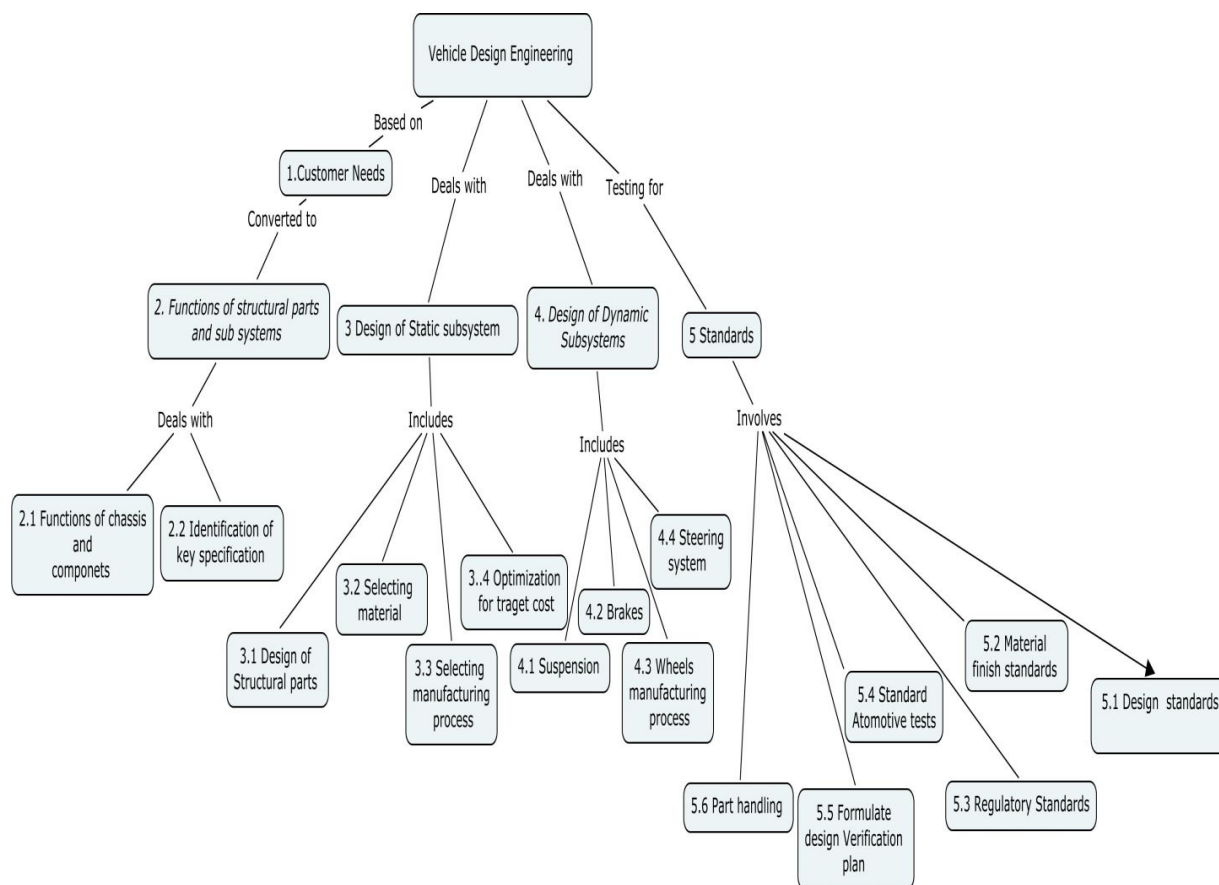 Vehicle Design Engineering
Based on
1.Customer Needs
Deals with
Deals with
Testing for
Converted to
2. Functions of structural parts
and sub systems
3 Design of Static subsystem
4. Design of Dynamic
Subsystems
5 Standards
Deals with
Includes
Includes
Involves
2.1 Functions of chassis
and
componets
2.2 Identification of
key specification
3.1 Design of
Structural parts
3.2 Selecting
material
3.3 Selecting
manufacturing
process
3..4 Optimization
for traget cost
4.1 Suspension
4.2 Brakes
4.3 Wheels
manufacturing
process
4.4 Steering
system
5.6 Part handling
5.5 Formulate
design Verification
plan
5.4 Standard
Atomotive tests
5.3 Regulatory Standards
5.2 Material
finish standards
5.1 Design standards